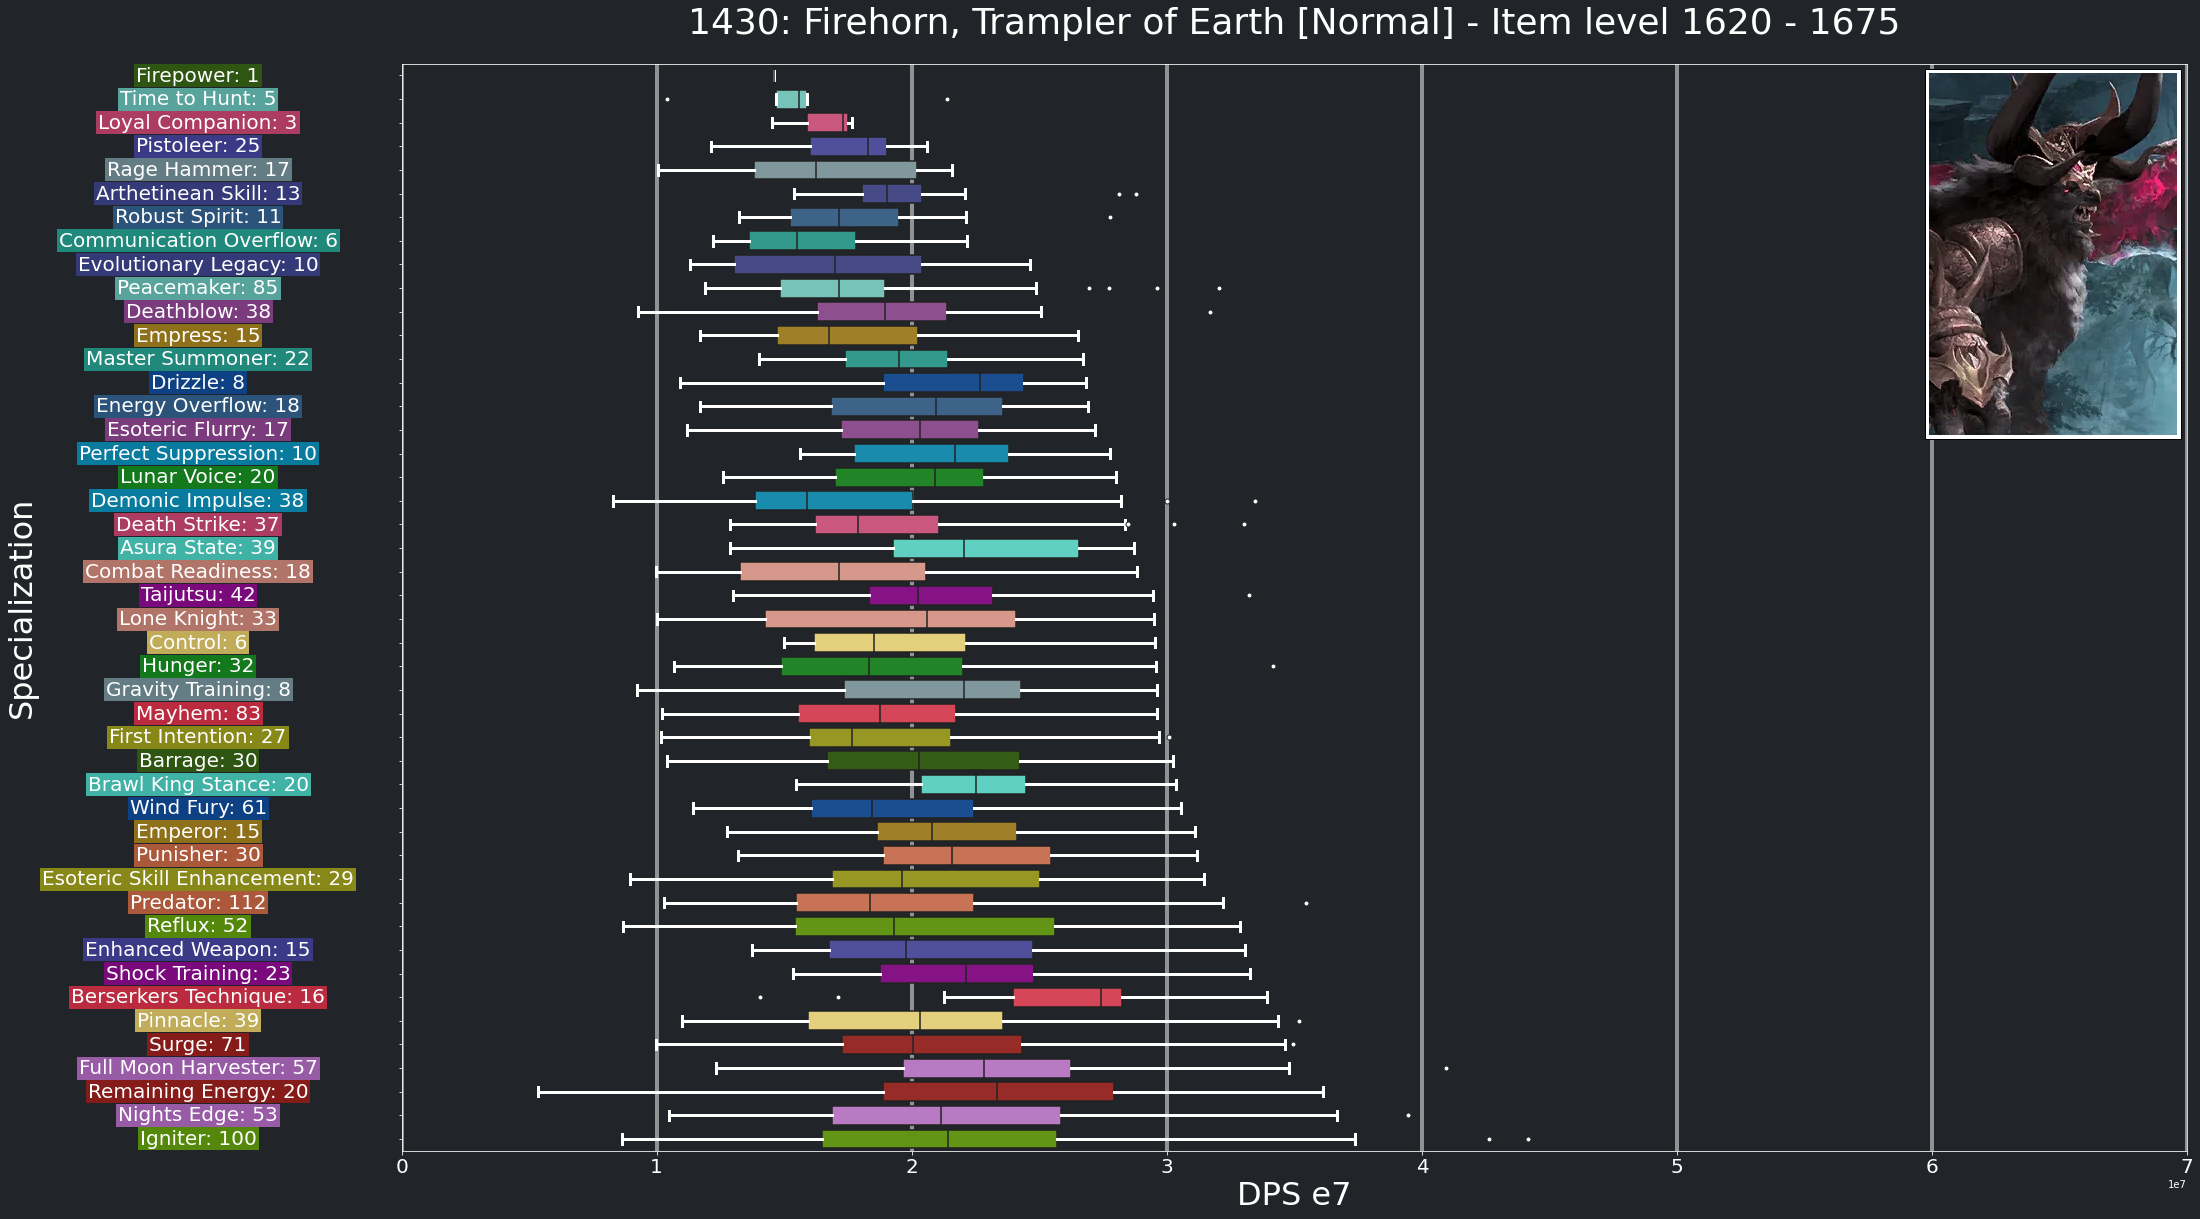 1430: Firehorn, Trampler of Earth [Normal] - Item level 1620 - 1675
Specialization
Firepower: 1
Time to Hunt: 5
Loyal Companion: 3
Pistoleer: 25
Rage Hammer: 17
Arthetinean Skill: 13
Robust Spirit: 11
Communication Overflow: 6
Evolutionary Legacy: 10
Peacemaker: 85
Deathblow: 38
Empress: 15
Master Summoner: 22
Drizzle: 8
Energy Overflow: 18
Esoteric Flurry: 17
Perfect Suppression: 10
Lunar Voice: 20
Demonic Impulse: 38
Death Strike: 37
Asura State: 39
Combat Readiness: 18
Taijutsu: 42
Lone Knight: 33
Control: 6
Hunger: 32
Gravity Training: 8
Mayhem: 83
First Intention: 27
Barrage: 30
Brawl King Stance: 20
Wind Fury: 61
Emperor: 15
Punisher: 30
Esoteric Skill Enhancement: 29
Predator: 112
Reflux: 52
Enhanced Weapon: 15
Shock Training: 23
Berserkers Technique: 16
Pinnacle: 39
Surge: 71
Full Moon Harvester: 57
Remaining Energy: 20
Nights Edge: 53
Igniter: 100
0 1 2 3 4 5 6 7
1e7
DPS e7